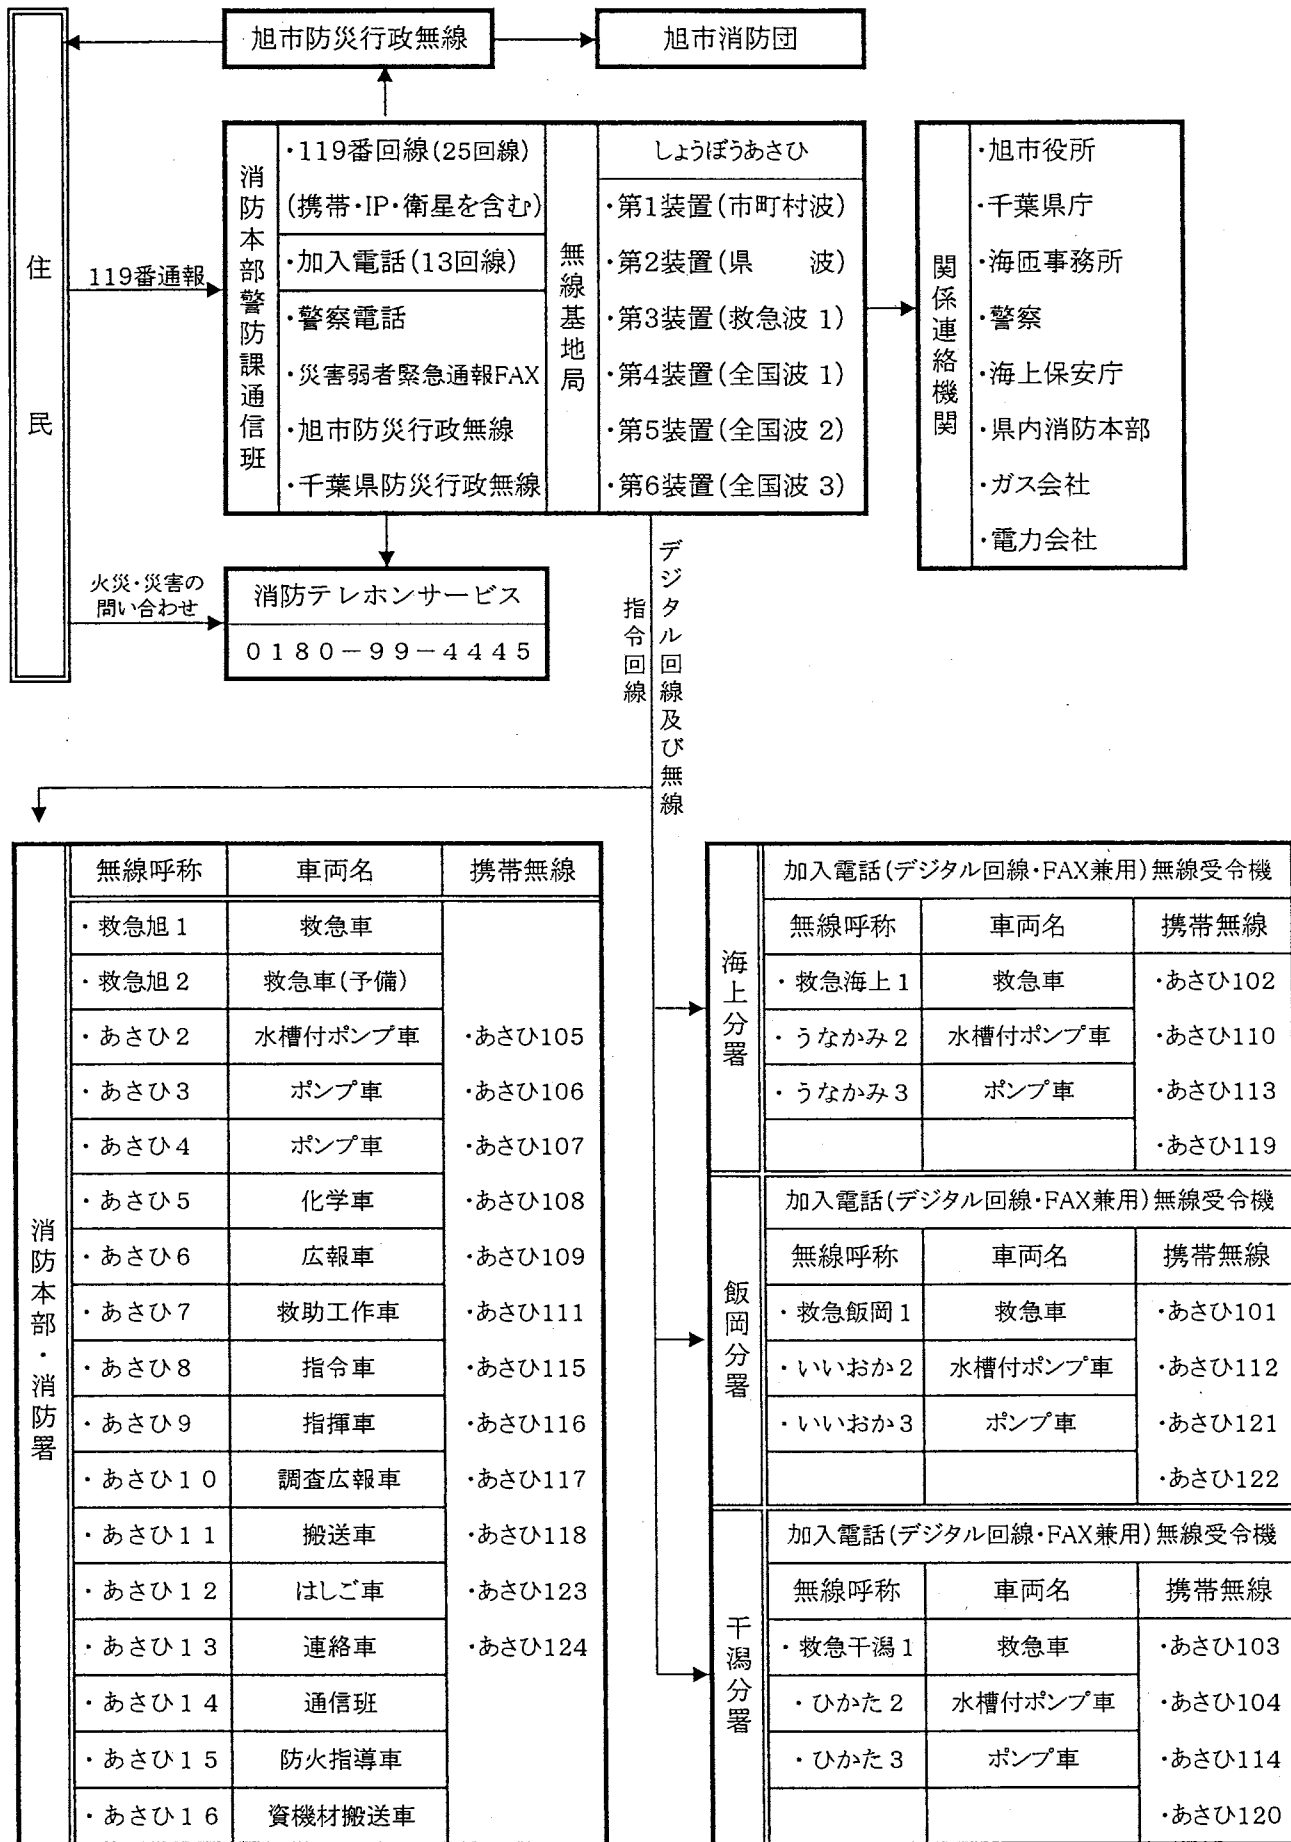 旭市防災行政無線
旭市消防団
住民
119番通報
消防本部警防課通信班
・119番回線(25回線)
(携帯・IP・衛星を含む)
・加入電話(13回線)
・警察電話
・災害弱者緊急通報FAX
・旭市防災行政無線
・千葉県防災行政無線
無線基地局
しょうぼうあさひ
・第1装置(市町村波)
・第2装置(県　波)
・第3装置(救急波 1)
・第4装置(全国波 1)
・第5装置(全国波 2)
・第6装置(全国波 3)
関係連絡機関
・旭市役所
・千葉県庁
・海匝事務所
・警察
・海上保安庁
・県内消防本部
・ガス会社
・電力会社
火災・災害の
問い合わせ
消防テレホンサービス
0180－99－4445
デジタル回線及び無線
指令回線
消防本部・消防署
無線呼称 車両名 携帯無線
・救急旭1 救急車
・救急旭2 救急車(予備)
・あさひ2 水槽付ポンプ車 ・あさひ105
・あさひ3 ポンプ車 ・あさひ106
・あさひ4 ポンプ車 ・あさひ107
・あさひ5 化学車 ・あさひ108
・あさひ6 広報車 ・あさひ109
・あさひ7 救助工作車 ・あさひ111
・あさひ8 指令車 ・あさひ115
・あさひ9 指揮車 ・あさひ116
・あさひ10 調査広報車 ・あさひ117
・あさひ11 搬送車 ・あさひ118
・あさひ12 はしご車 ・あさひ123
・あさひ13 連絡車 ・あさひ124
・あさひ14 通信班
・あさひ15 防火指導車
・あさひ16 資機材搬送車
海上分署
加入電話(デジタル回線・FAX兼用)無線受令機
無線呼称 車両名 携帯無線
・救急海上1 救急車 ・あさひ102
・うなかみ2 水槽付ポンプ車 ・あさひ110
・うなかみ3 ポンプ車 ・あさひ113
・あさひ119
飯岡分署
加入電話(デジタル回線・FAX兼用)無線受令機
無線呼称 車両名 携帯無線
・救急飯岡1 救急車 ・あさひ101
・いいおか2 水槽付ポンプ車 ・あさひ112
・いいおか3 ポンプ車 ・あさひ121
・あさひ122
干潟分署
加入電話(デジタル回線・FAX兼用)無線受令機
無線呼称 車両名 携帯無線
・救急干潟1 救急車 ・あさひ103
・ひかた2 水槽付ポンプ車 ・あさひ104
・ひかた3 ポンプ車 ・あさひ114
・あさひ120